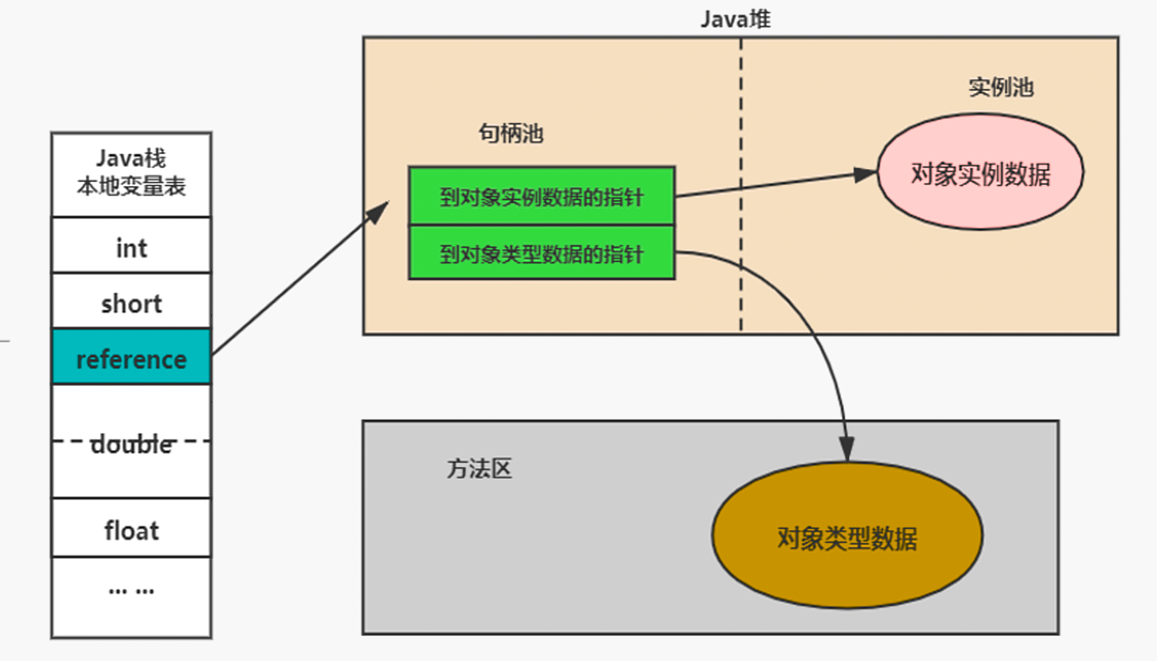 Java堆
实例池
句柄池
到对象实例数据的指针
到对象类型数据的指针
对象实例数据
Java栈
本地变量表
int
short
reference
double
float
... ...
方法区
对象类型数据